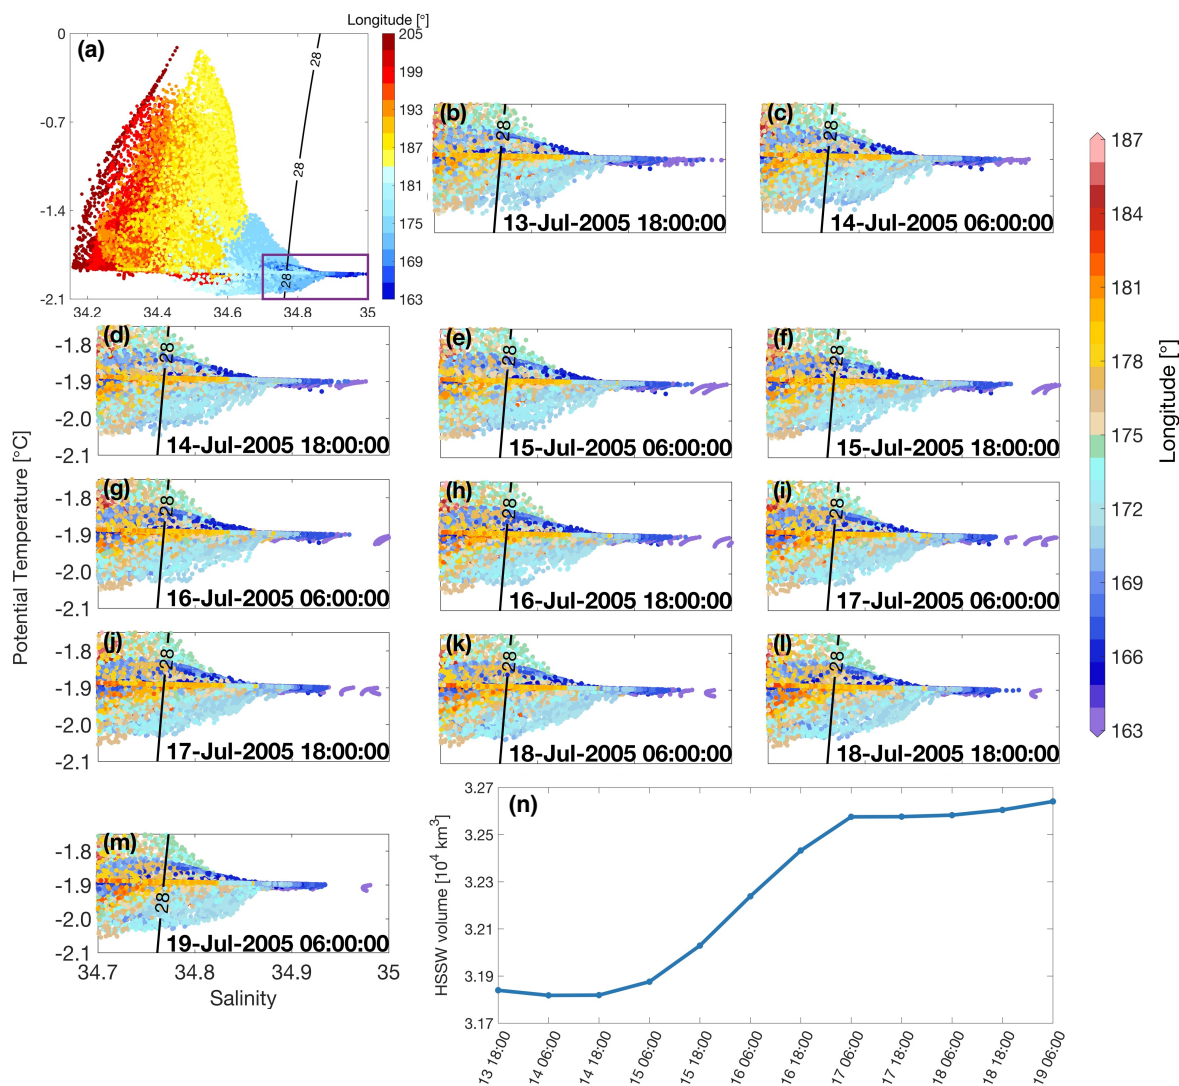 Longitude [°]
(a)
0
-0.7
-1.4
-2.1
34.2
34.4
34.6
34.8
35
28
28
28
205
199
193
187
181
175
169
163
(b)
28
13-Jul-2005 18:00:00
(c)
28
14-Jul-2005 06:00:00
187
184
181
178
175
172
169
166
163
Longitude [°]
Potential Temperature [°C]
(d)
28
-1.8
-1.9
-2.0
-2.1
14-Jul-2005 18:00:00
(e)
28
15-Jul-2005 06:00:00
(f)
28
15-Jul-2005 18:00:00
(g)
28
-1.8
-1.9
-2.0
-2.1
16-Jul-2005 06:00:00
(h)
28
16-Jul-2005 18:00:00
(i)
28
17-Jul-2005 06:00:00
(j)
28
-1.8
-1.9
-2.0
-2.1
17-Jul-2005 18:00:00
(k)
28
18-Jul-2005 06:00:00
(l)
28
18-Jul-2005 18:00:00
(m)
28
-1.8
-1.9
-2.0
-2.1
19-Jul-2005 06:00:00
34.7
34.8
34.9
35
Salinity
(n)
HSSW volume [10⁴ km³]
3.27
3.25
3.23
3.21
3.19
3.17
13 18:00
14 06:00
14 18:00
15 06:00
15 18:00
16 06:00
16 18:00
17 06:00
17 18:00
18 06:00
18 18:00
19 06:00